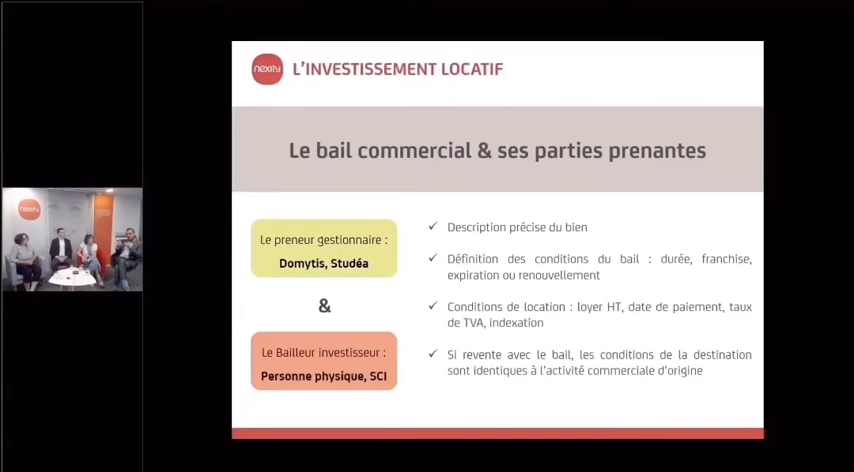 nexity L'INVESTISSEMENT LOCATIF
Le bail commercial & ses parties prenantes
nexity
Le preneur gestionnaire :
Domytis, Studéa
&
Le Bailleur investisseur :
Personne physique, SCI
✓ Description précise du bien
✓ Définition des conditions du bail : durée, franchise,
expiration ou renouvellement
✓ Conditions de location : loyer HT, date de paiement, taux
de TVA, indexation
✓ Si revente avec le bail, les conditions de la destination
sont identiques à l'activité commerciale d'origine